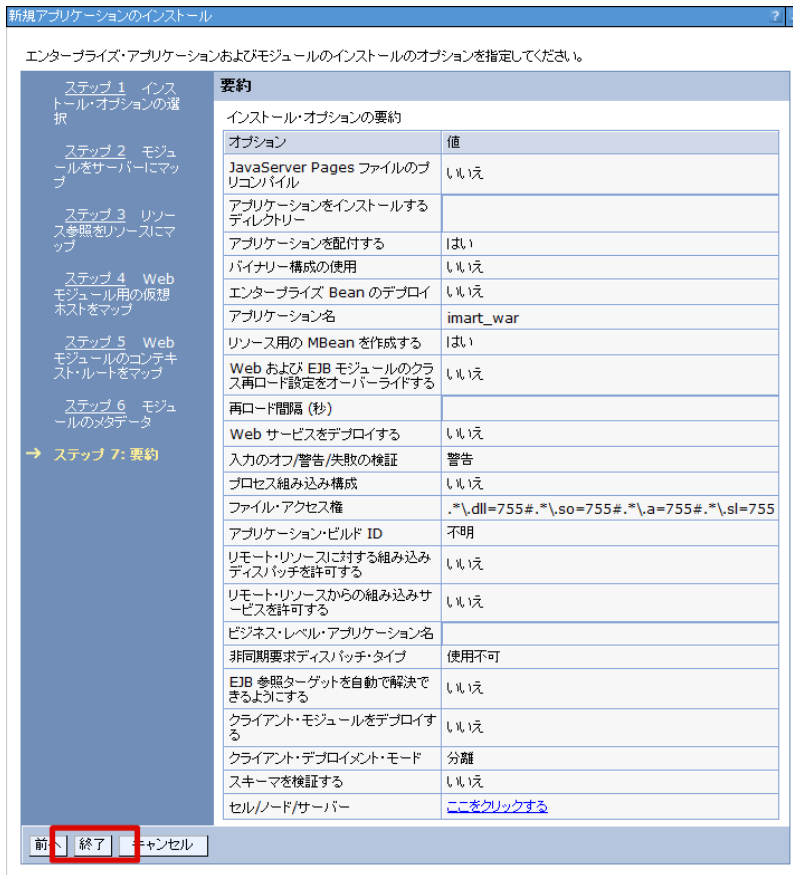 新規アプリケーションのインストール ?
エンタープライズ・アプリケーションおよびモジュールのインストールのオプションを指定してください。
ステップ 1 インス
トール・オプションの選
択
ステップ 2 モジュ
ールをサーバーにマッ
プ
ステップ 3 リソー
ス参照をリソースにマ
ップ
ステップ 4 Web
モジュール用の仮想
ホストをマップ
ステップ 5 Web
モジュールのコンテキ
スト・ルートをマップ
ステップ 6 モジュ
ールのメタデータ
→ ステップ 7: 要約
要約
インストール・オプションの要約
オプション 値
JavaServer Pages ファイルのプ
リコンパイル いいえ
アプリケーションをインストールする
ディレクトリー
アプリケーションを配付する はい
バイナリー構成の使用 いいえ
エンタープライズ Bean のデプロイ いいえ
アプリケーション名 imart_war
リソース用の MBean を作成する はい
Web および EJB モジュールのクラ
ス再ロード設定をオーバーライドする いいえ
再ロード間隔 (秒)
Web サービスをデプロイする いいえ
入力のオフ/警告/失敗の検証 警告
プロセス組み込み構成 いいえ
ファイル・アクセス権 .*\.dll=755#.*\.so=755#.*\.a=755#.*\.sl=755
アプリケーション・ビルド ID 不明
リモート・リソースに対する組み込み
ディスパッチを許可する いいえ
リモート・リソースからの組み込みサ
ービスを許可する いいえ
ビジネス・レベル・アプリケーション名
非同期要求ディスパッチ・タイプ 使用不可
EJB 参照ターゲットを自動で解決で
きるようにする いいえ
クライアント・モジュールをデプロイす
る いいえ
クライアント・デプロイメント・モード 分離
スキーマを検証する いいえ
セル/ノード/サーバー ここをクリックする
前へ 終了 キャンセル